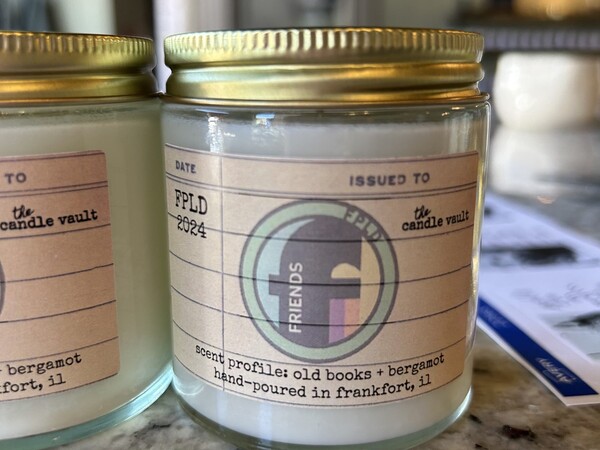 TO
the
candle vault
bergamot
fort, il
DATE
ISSUED TO
FPLD
2024
the
candle vault
FPLD
FRIENDS
scent profile: old books + bergamot
hand-poured in frankfort, il